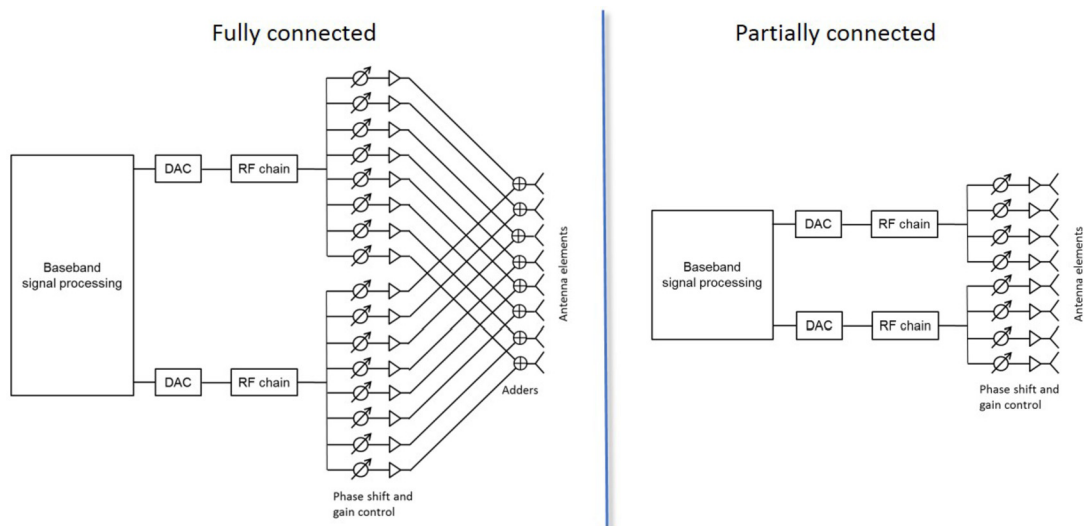 Fully connected
Partially connected
DAC
RF chain
Baseband
signal processing
DAC
RF chain
Adders
Antenna elements
Phase shift and
gain control
DAC
RF chain
Baseband
signal processing
DAC
RF chain
Antenna elements
Phase shift and
gain control